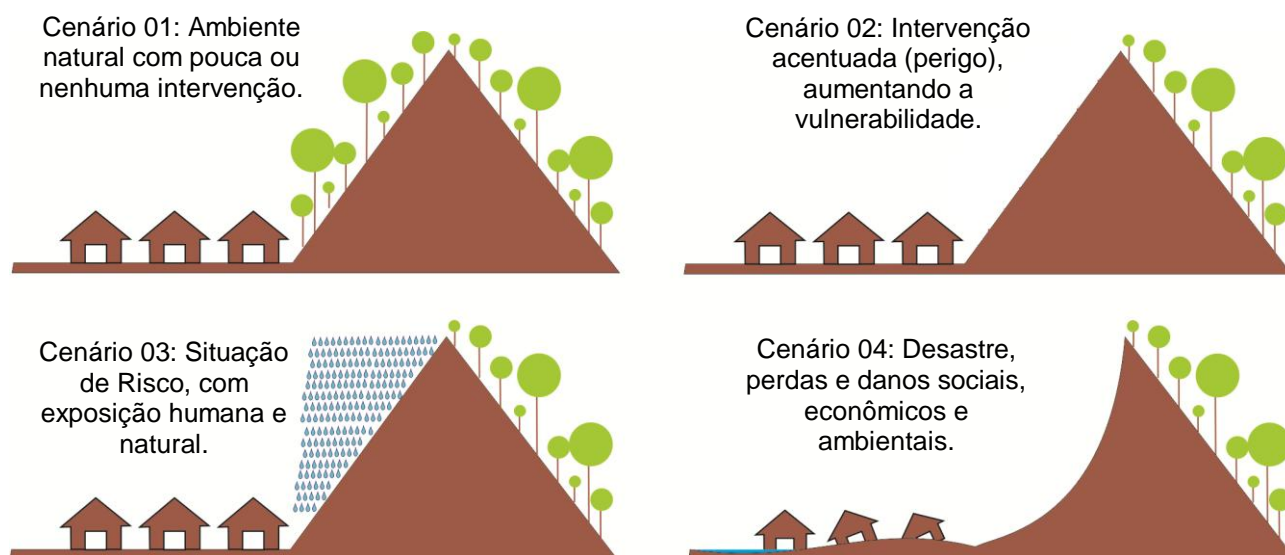 Cenário 01: Ambiente
natural com pouca ou
nenhuma intervenção.
Cenário 02: Intervenção
acentuada (perigo),
aumentando a
vulnerabilidade.
Cenário 03: Situação
de Risco, com
exposição humana e
natural.
Cenário 04: Desastre,
perdas e danos sociais,
econômicos e
ambientais.